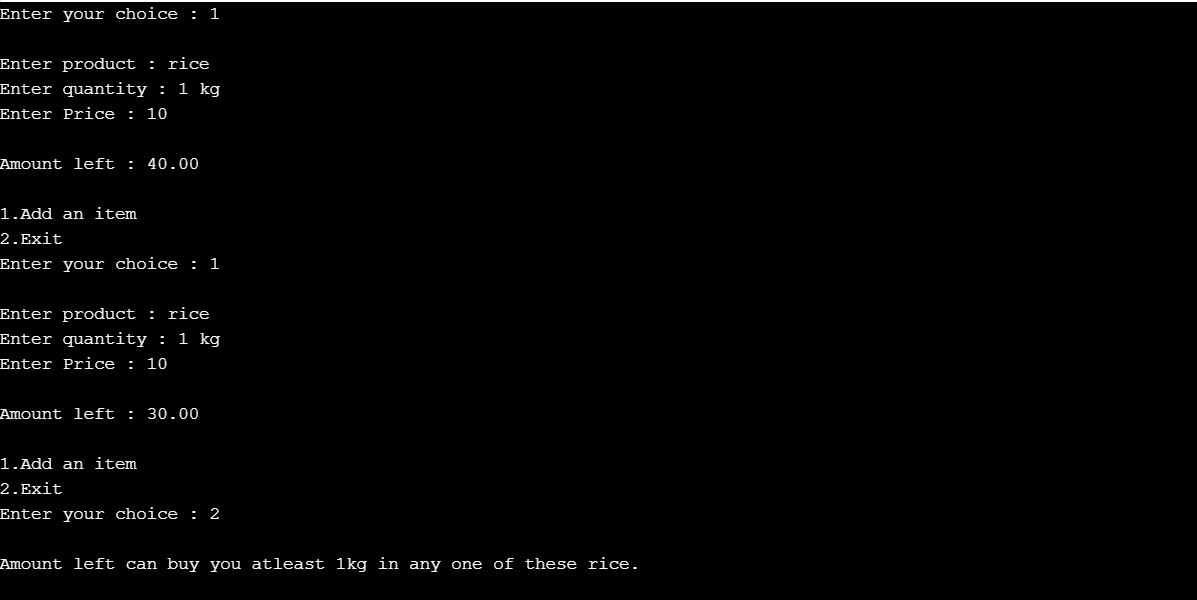 Enter your choice : 1
Enter product : rice
Enter quantity : 1 kg
Enter Price : 10
Amount left : 40.00
1.Add an item
2.Exit
Enter your choice : 1
Enter product : rice
Enter quantity : 1 kg
Enter Price : 10
Amount left : 30.00
1.Add an item
2.Exit
Enter your choice : 2
Amount left can buy you atleast 1kg in any one of these rice.